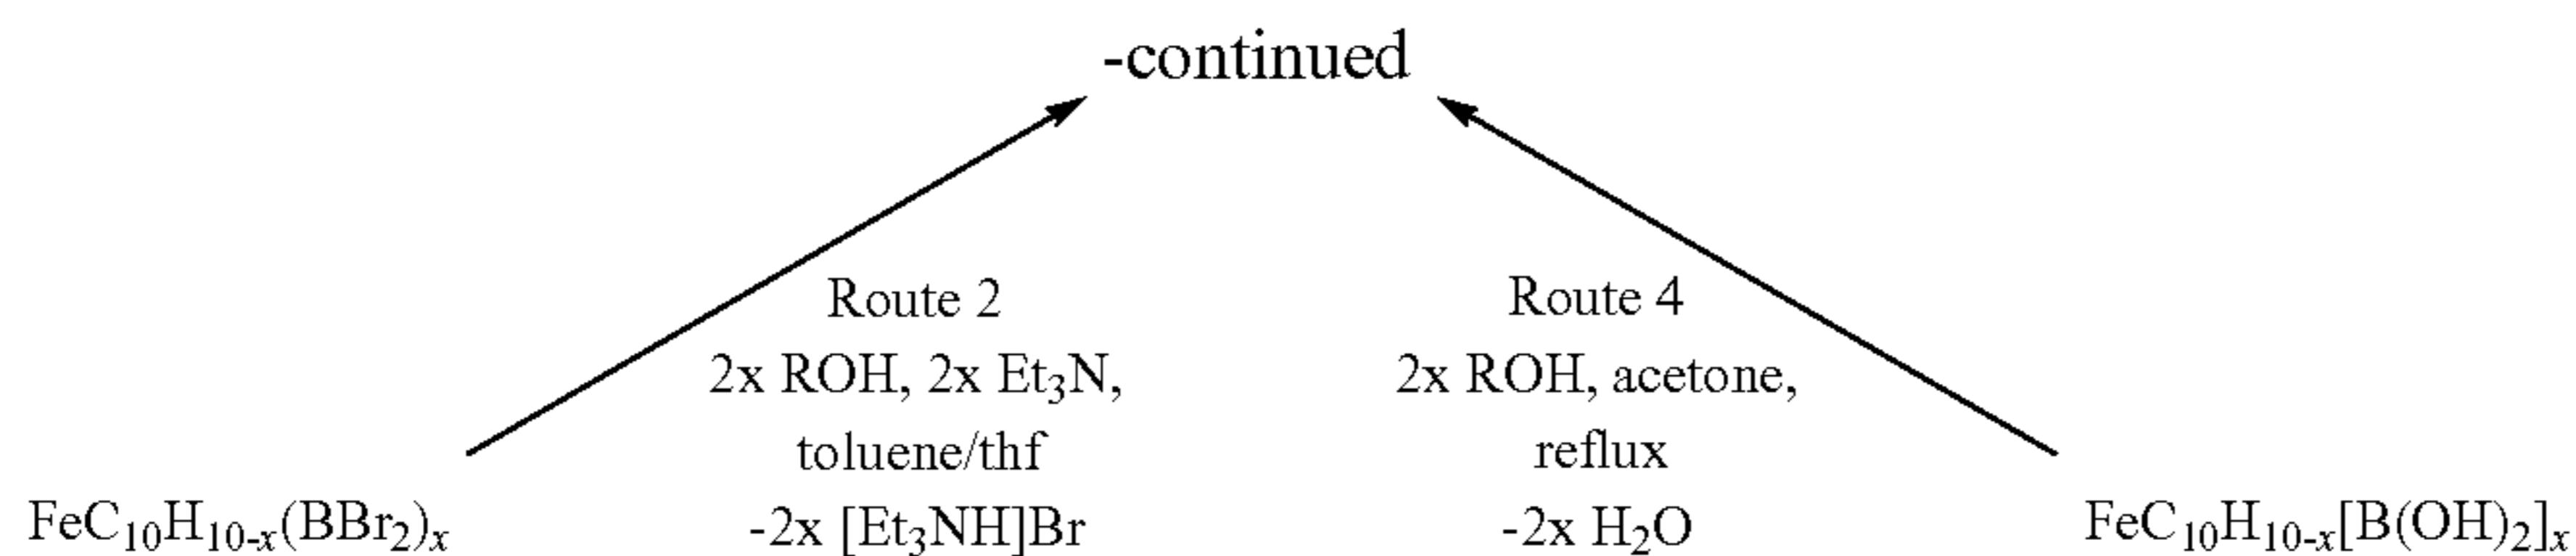 -continued
Route 2
2x ROH, 2x Et₃N,
toluene/thf
-2x [Et₃NH]Br
Route 4
2x ROH, acetone,
reflux
-2x H₂O
FeC₁₀H₁₀₋ₓ(BBr₂)ₓ
FeC₁₀H₁₀₋ₓ[B(OH)₂]ₓ